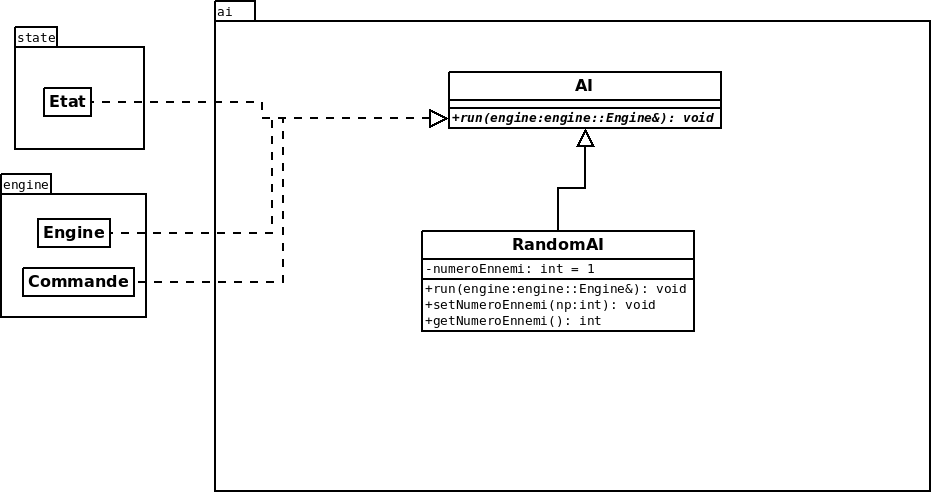 state
Etat
engine
Engine
Commande
ai
AI
+run(engine:engine::Engine&): void
RandomAI
-numeroEnnemi: int = 1
+run(engine:engine::Engine&): void
+setNumeroEnnemi(np:int): void
+getNumeroEnnemi(): int